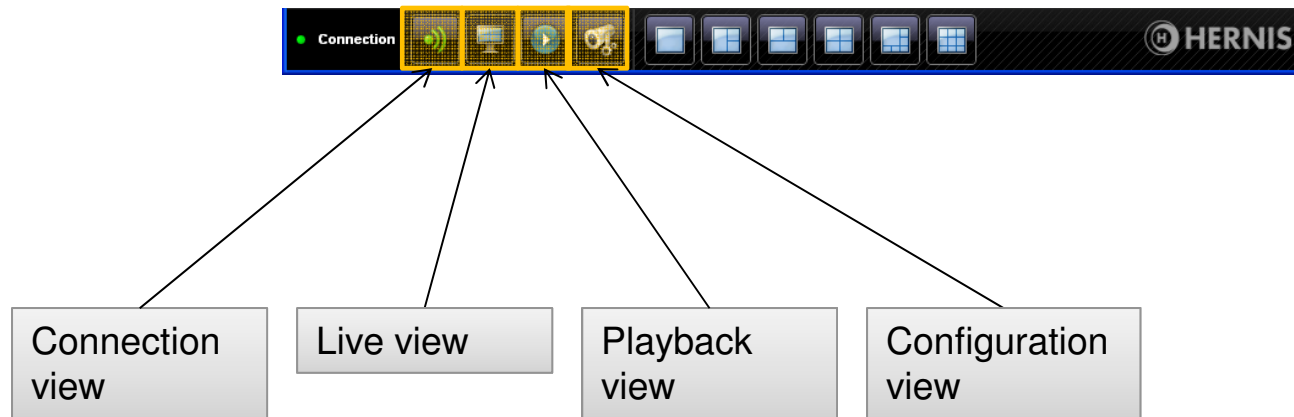 Connection
HERNIS
Connection
view
Live view
Playback
view
Configuration
view